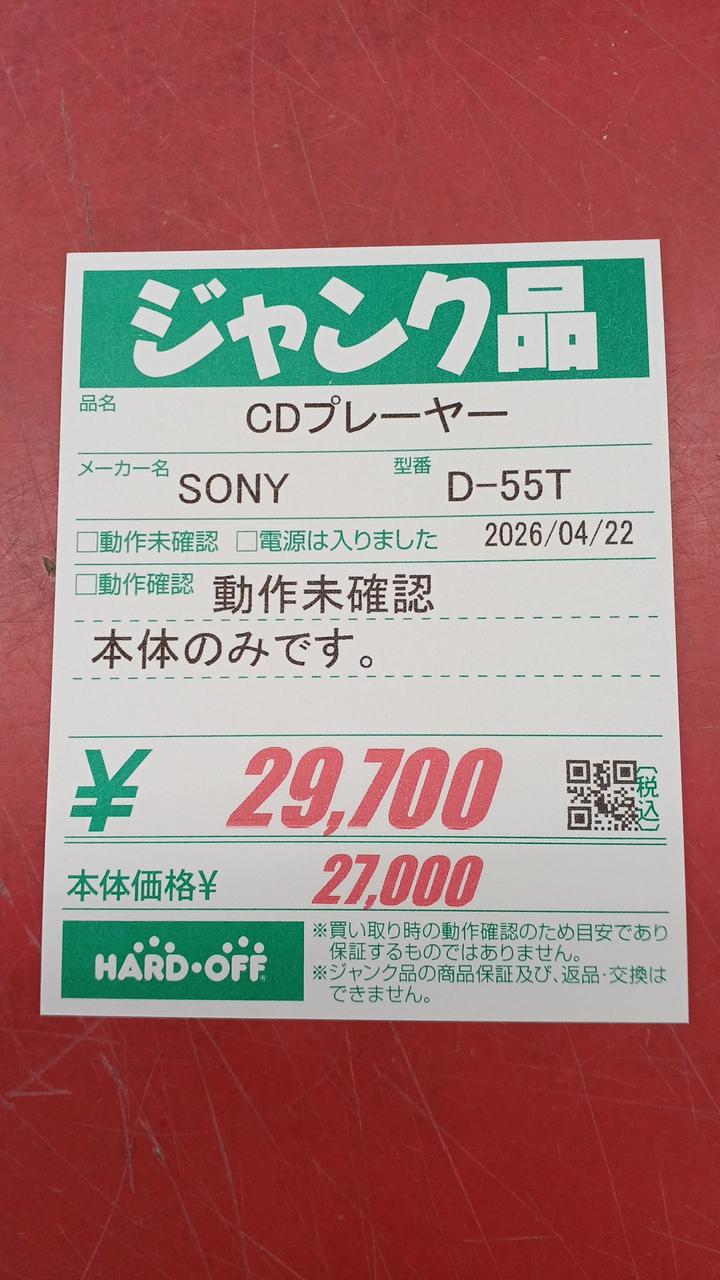 ジャンク品
品名 CDプレーヤー
メーカー名 SONY 型番 D-55T
□動作未確認 □電源は入りました 2026/04/22
□動作確認 動作未確認
本体のみです。
¥ 29,700 (税込)
本体価格¥ 27,000
HARD・OFF
※買い取り時の動作確認のため目安であり
保証するものではありません。
※ジャンク品の商品保証及び、返品・交換は
できません。